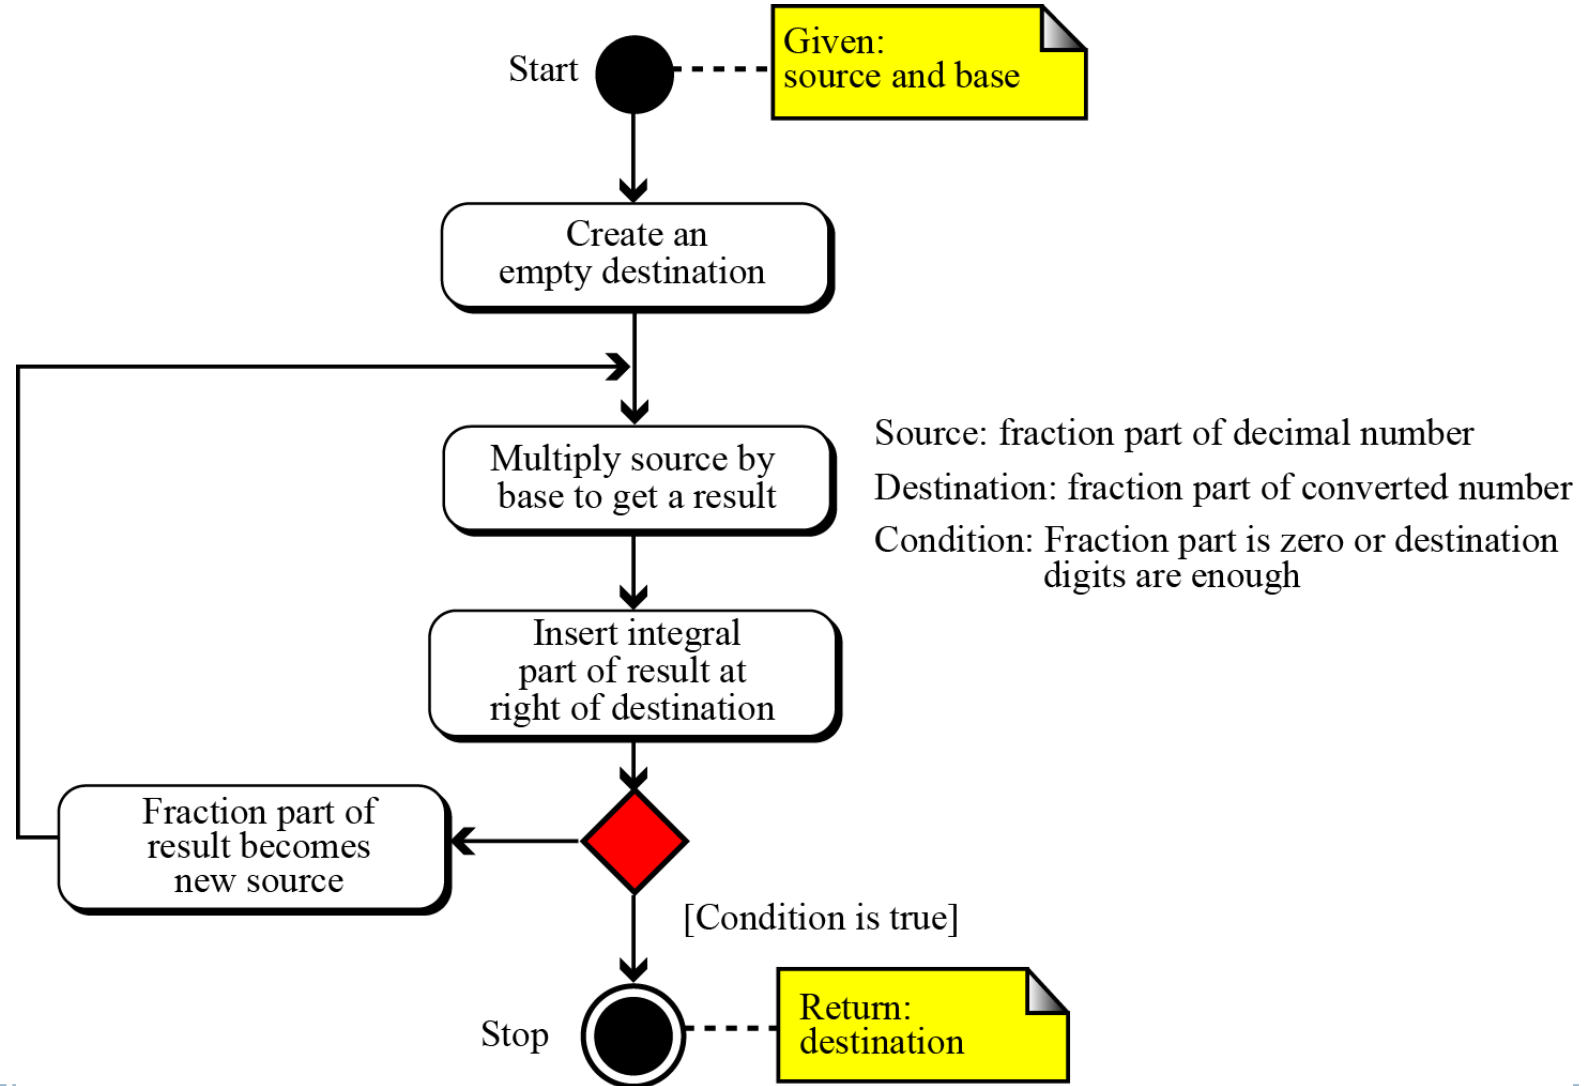 Start
Given:
source and base
Create an
empty destination
Multiply source by
base to get a result
Source: fraction part of decimal number
Destination: fraction part of converted number
Condition: Fraction part is zero or destination
digits are enough
Insert integral
part of result at
right of destination
Fraction part of
result becomes
new source
[Condition is true]
Stop
Return:
destination